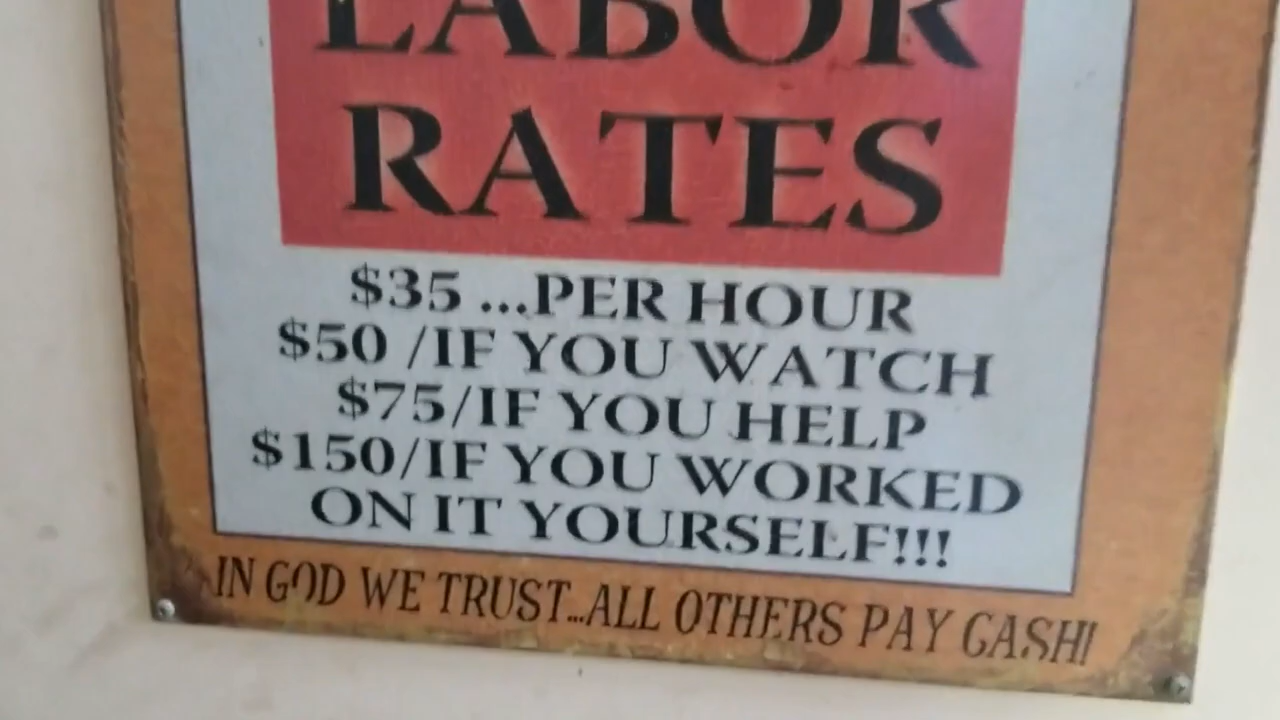 LABOR
RATES
$35 ...PER HOUR
$50 /IF YOU WATCH
$75/IF YOU HELP
$150/IF YOU WORKED
ON IT YOURSELF!!!
IN GOD WE TRUST...ALL OTHERS PAY CASH!